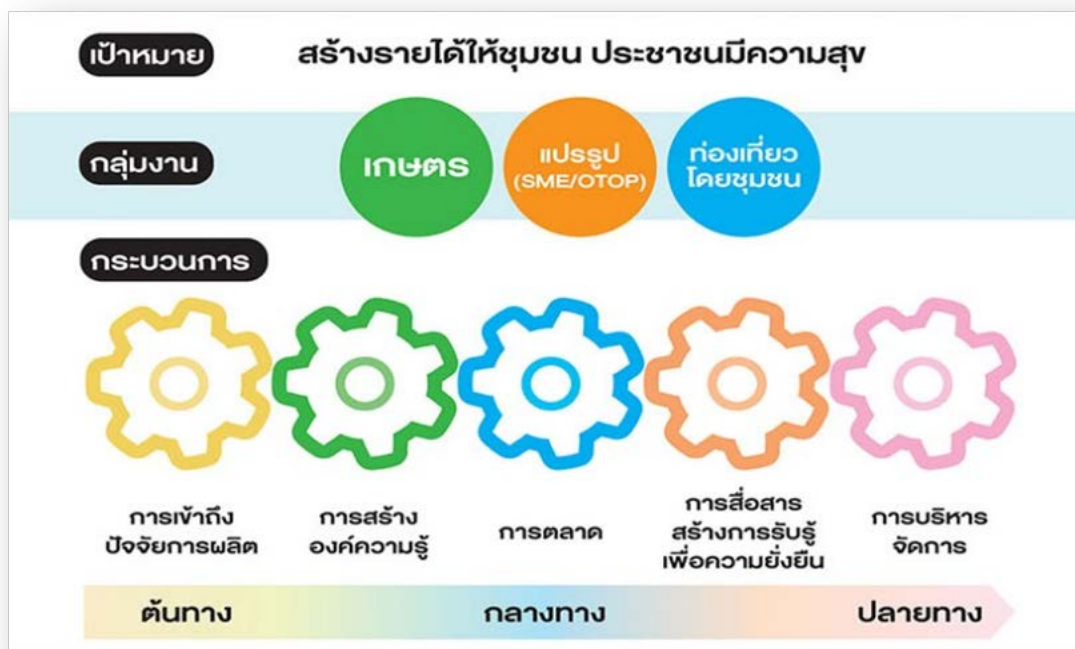 เป้าหมาย
สร้างรายได้ให้ชุมชน ประชาชนมีความสุข
กลุ่มงาน
เกษตร
แปรรูป
(SME/OTOP)
ท่องเที่ยว
โดยชุมชน
กระบวนการ
การเข้าถึง
ปัจจัยการผลิต
การสร้าง
องค์ความรู้
การตลาด
การสื่อสาร
สร้างการรับรู้
เพื่อความยั่งยืน
การบริหาร
จัดการ
ต้นทาง
กลางทาง
ปลายทาง